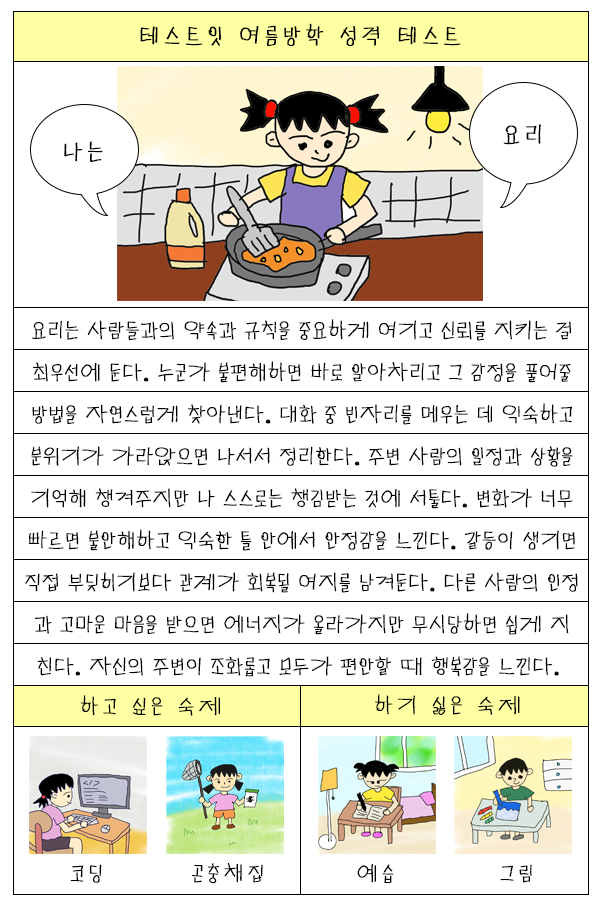 테스트잇 여름방학 성격 테스트
나는
요리
요리는 사람들과의 약속과 규칙을 중요하게 여기고 신뢰를 지키는 걸
최우선에 둔다. 누군가 불편해하면 바로 알아차리고 그 감정을 풀어줄
방법을 자연스럽게 찾아낸다. 대화 중 빈자리를 메우는 데 익숙하고
분위기가 가라앉으면 나서서 정리한다. 주변 사람의 일정과 상황을
기억해 챙겨주지만 나 스스로는 챙김받는 것에 서툴다. 변화가 너무
빠르면 불안해하고 익숙한 틀 안에서 안정감을 느낀다. 갈등이 생기면
직접 부딪히기보다 관계가 회복될 여지를 남겨둔다. 다른 사람의 인정
과 고마운 마음을 받으면 에너지가 올라가지만 무시당하면 쉽게 지
친다. 자신의 주변이 조화롭고 모두가 편안할 때 행복감을 느낀다.
하고 싶은 숙제
하기 싫은 숙제
</>
코딩
곤충채집
예습
그림